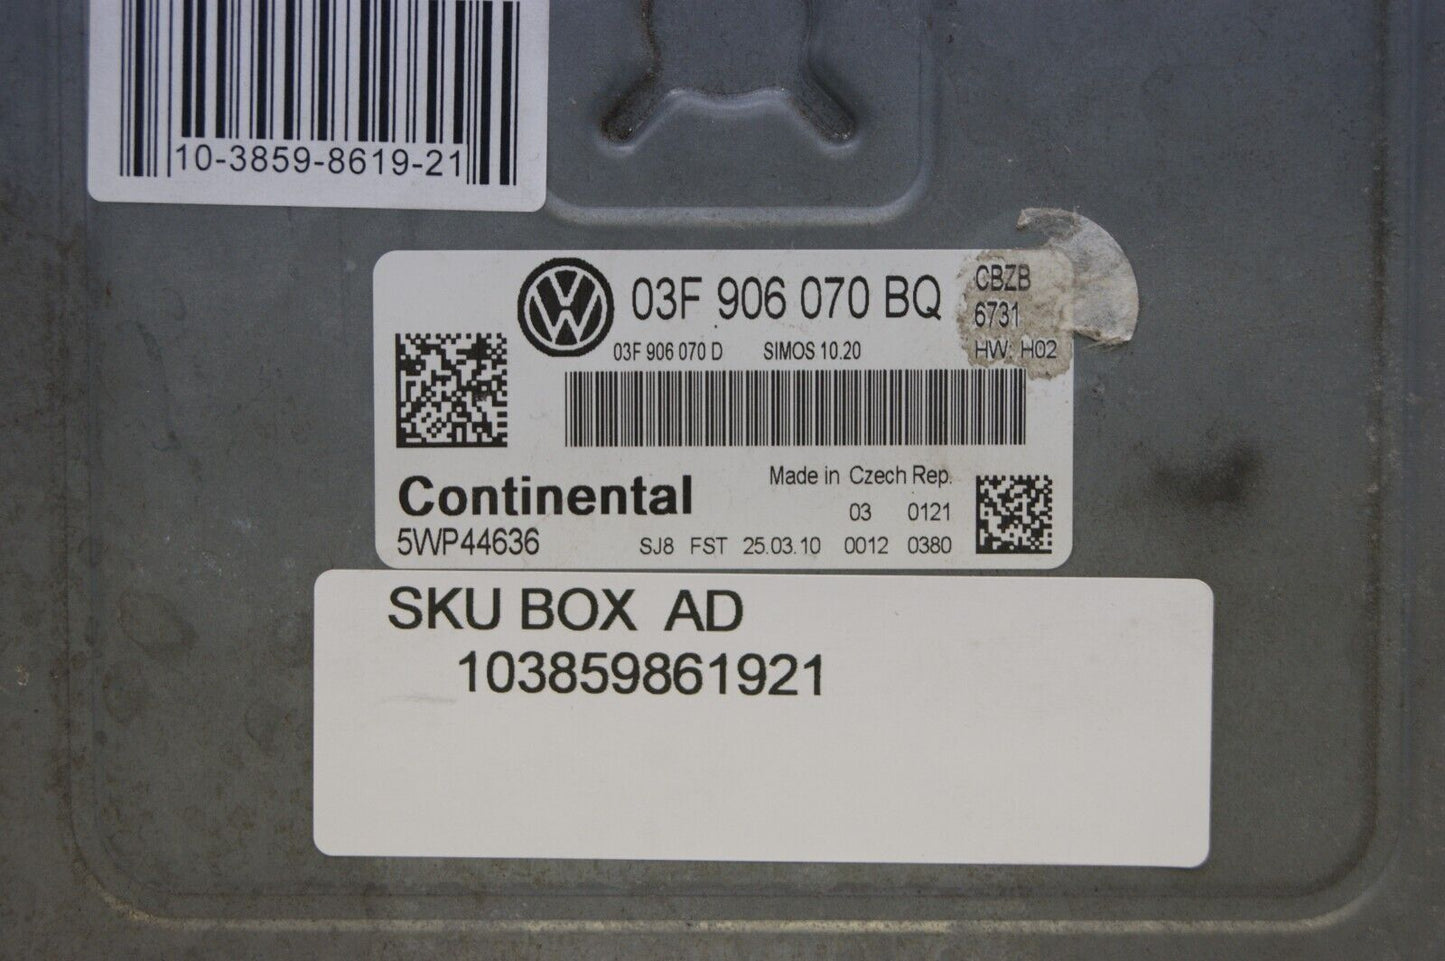 10-3859-8619-21
03F 906 070 BQ
CBZB
6731
03F 906 070 D SIMOS 10.20
HW: H02
Continental
Made in Czech Rep.
03 0121
5WP44636
SJ8 FST 25.03.10 0012 0380
SKU BOX AD
103859861921